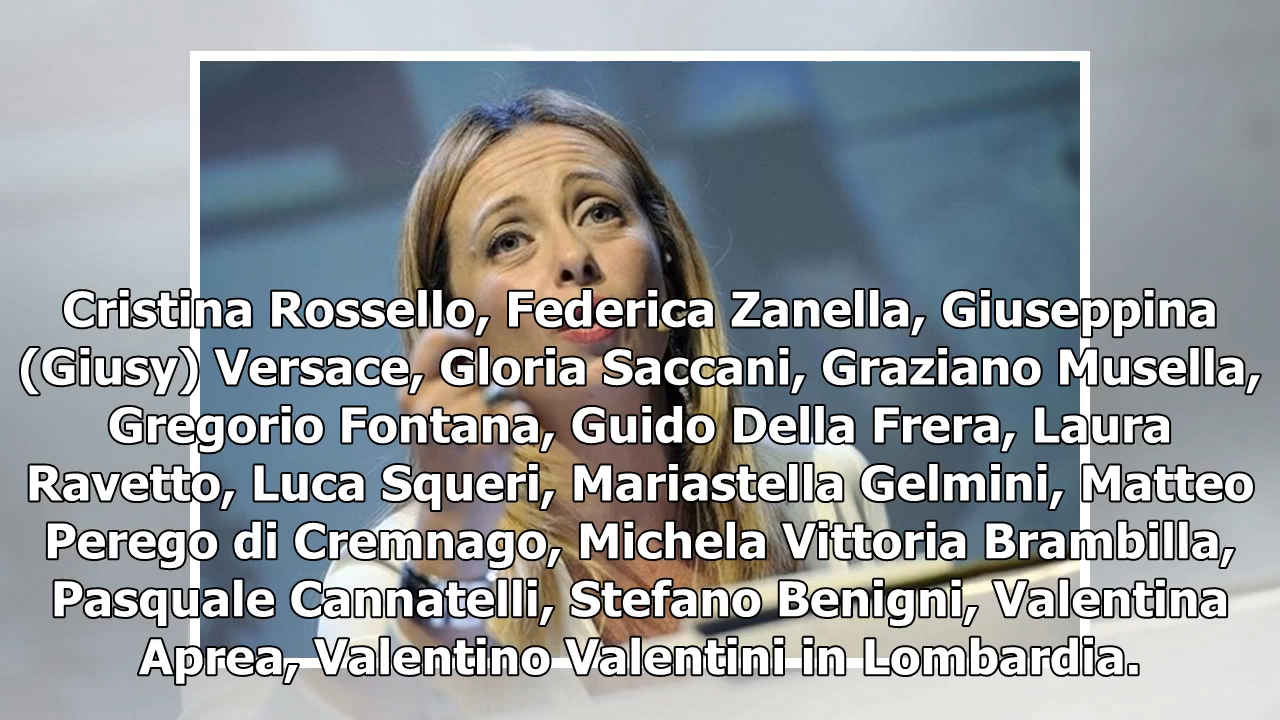 Cristina Rossello, Federica Zanella, Giuseppina
(Giusy) Versace, Gloria Saccani, Graziano Musella,
Gregorio Fontana, Guido Della Frera, Laura
Ravetto, Luca Squeri, Mariastella Gelmini, Matteo
Perego di Cremnago, Michela Vittoria Brambilla,
Pasquale Cannatelli, Stefano Benigni, Valentina
Aprea, Valentino Valentini in Lombardia.